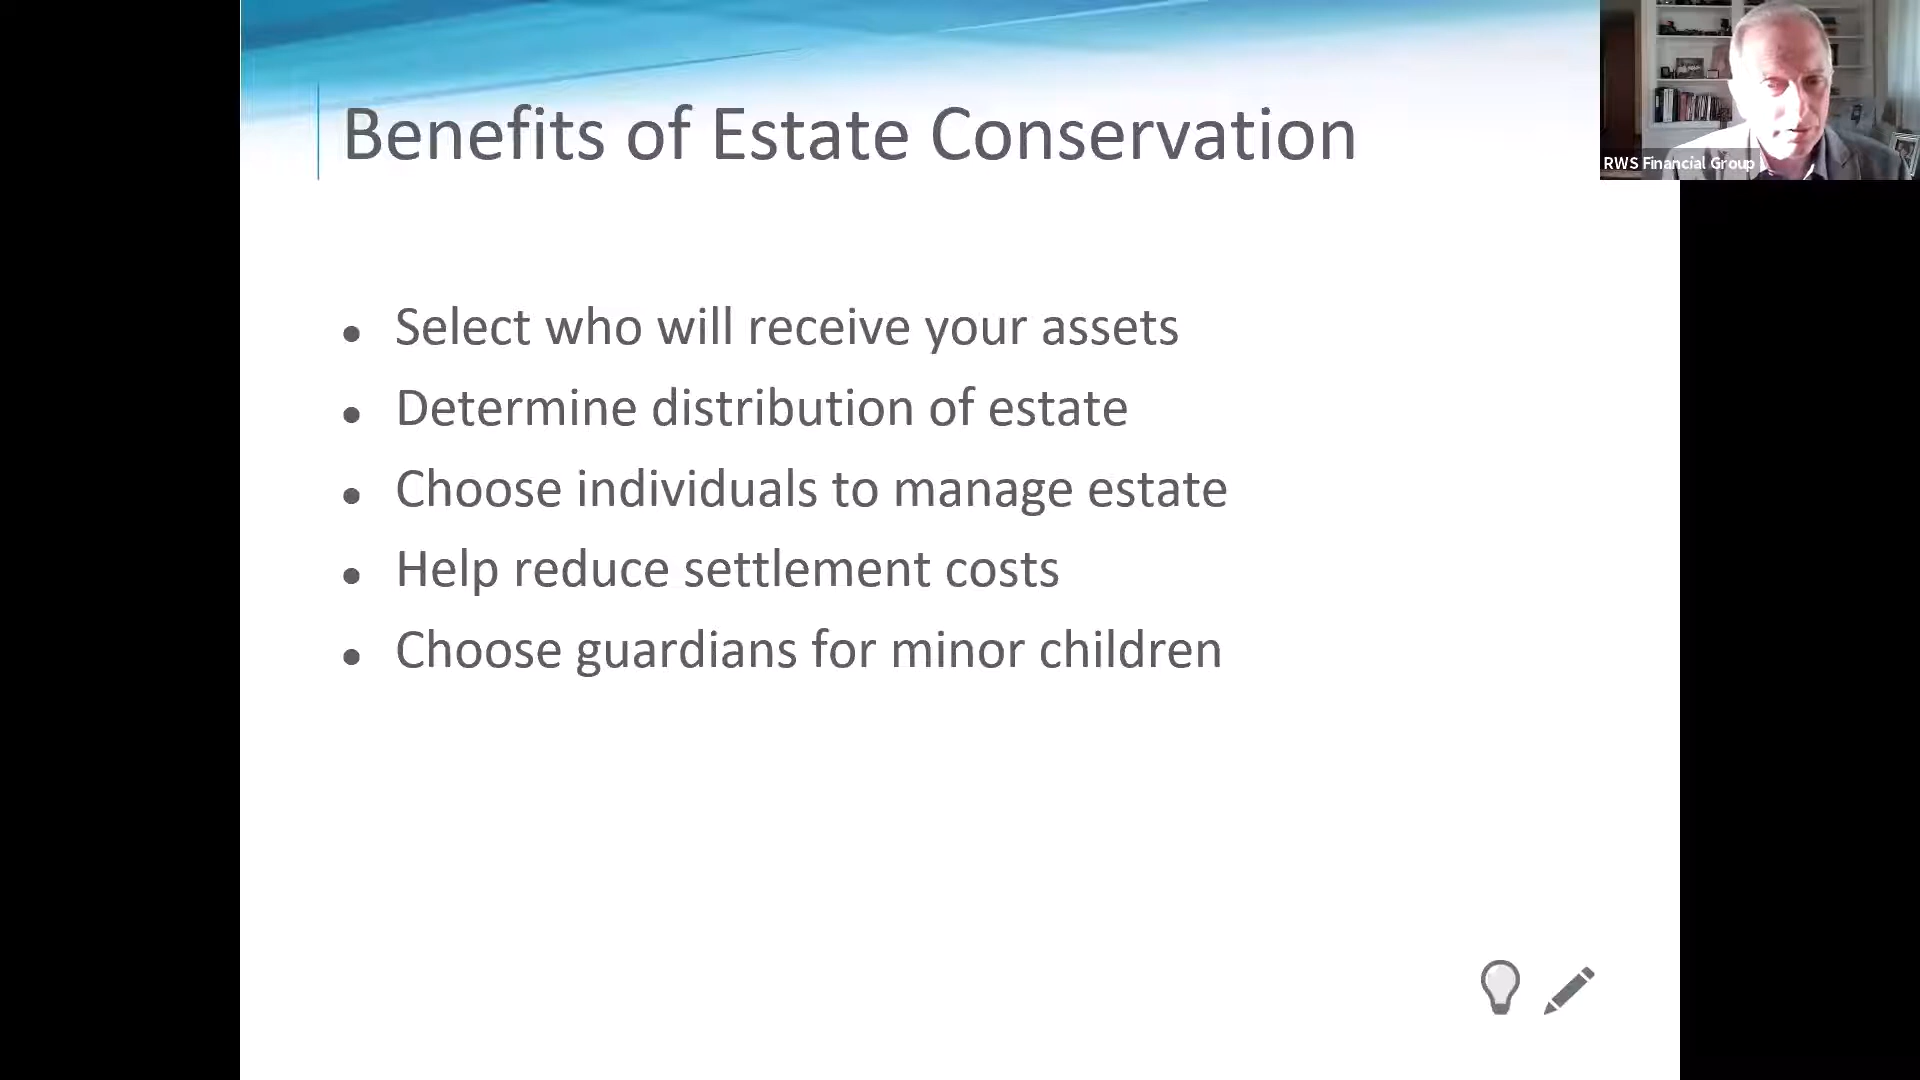 Benefits of Estate Conservation
RWS Financial Group
• Select who will receive your assets
• Determine distribution of estate
• Choose individuals to manage estate
• Help reduce settlement costs
• Choose guardians for minor children